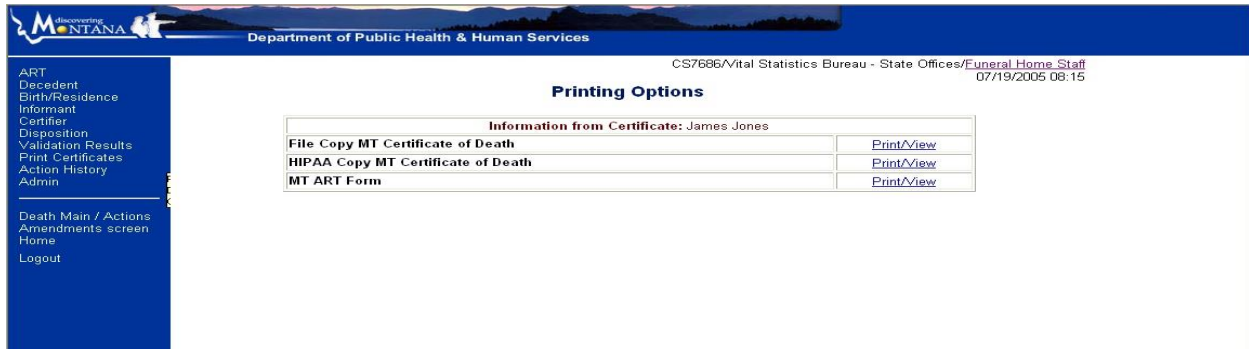 discovering
MONTANA
Department of Public Health & Human Services
CS7686/Vital Statistics Bureau - State Offices/Funeral Home Staff
07/19/2005 08:15
ART
Decedent
Birth/Residence
Informant
Certifier
Disposition
Validation Results
Print Certificates
Action History
Admin
Death Main / Actions
Amendments screen
Home
Logout
Printing Options
Information from Certificate: James Jones
File Copy MT Certificate of Death Print/View
HIPAA Copy MT Certificate of Death Print/View
MT ART Form Print/View